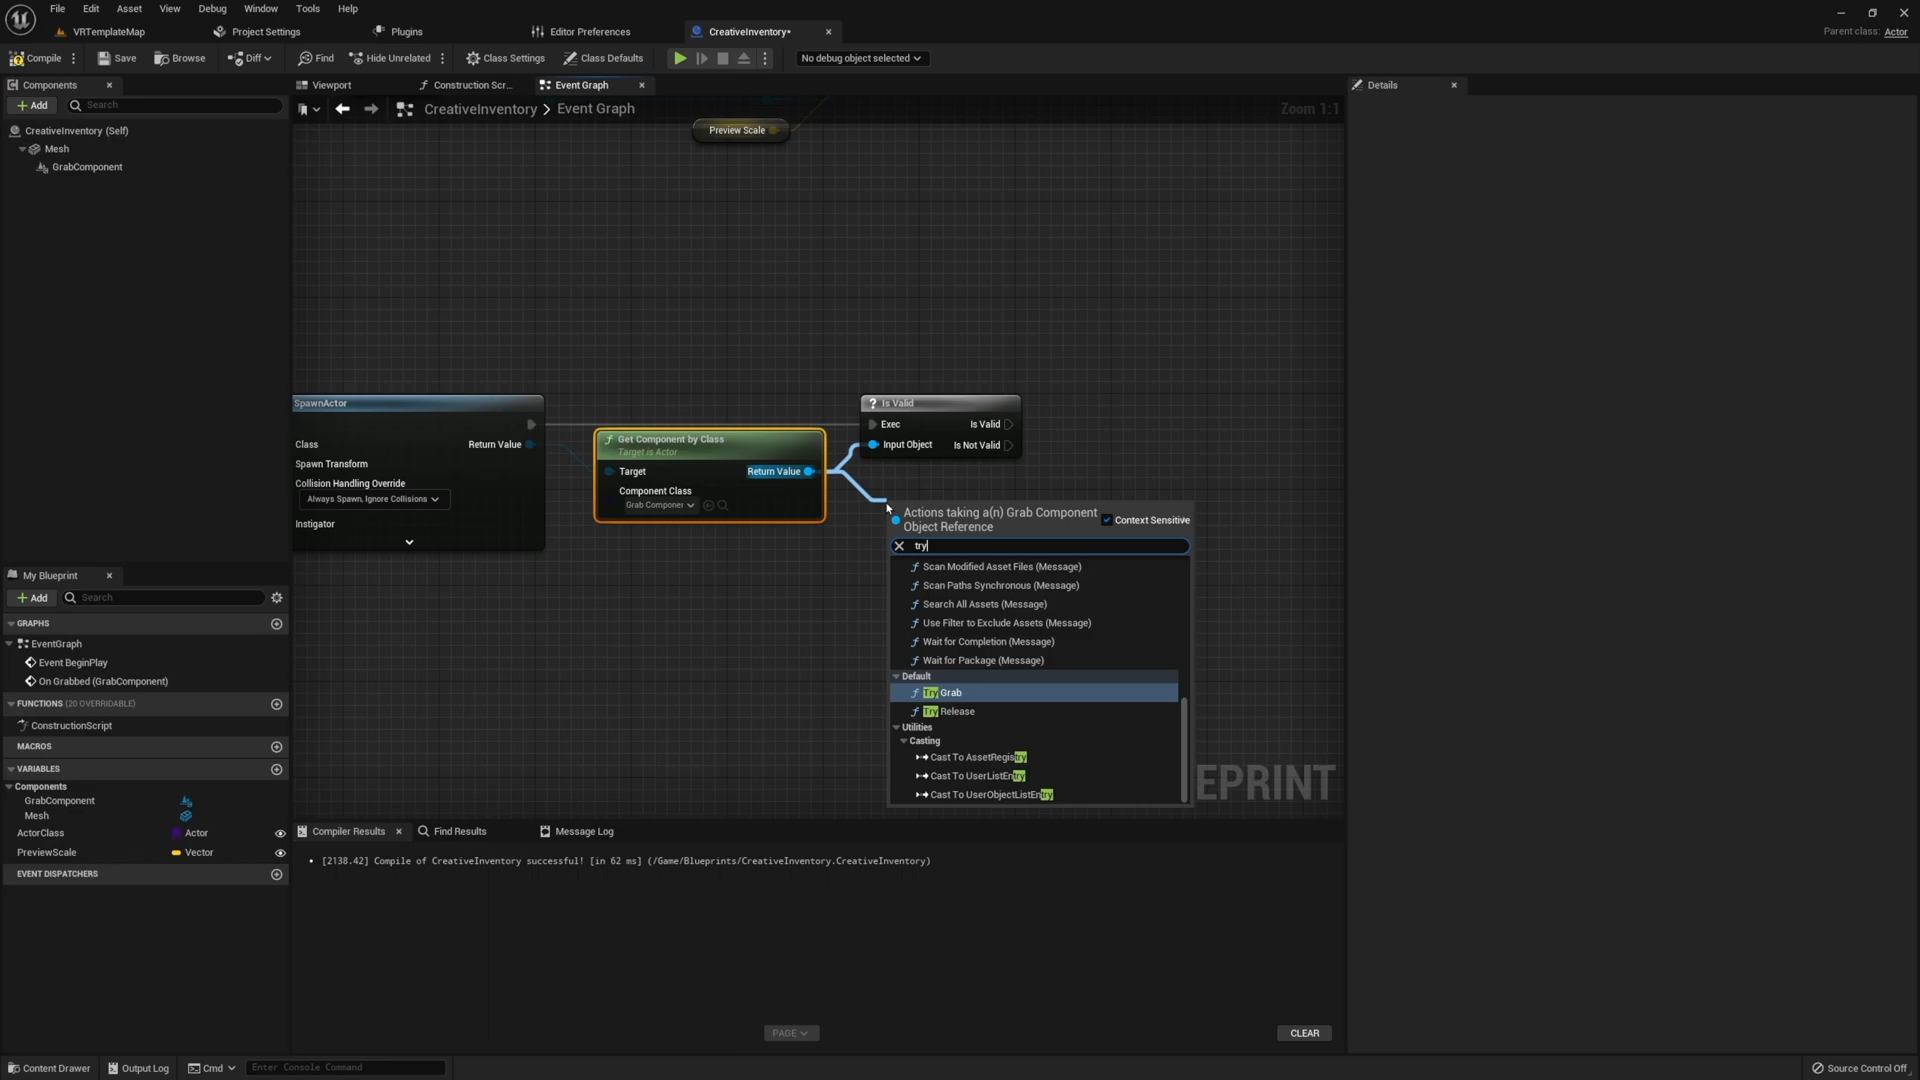 File Edit Asset View Debug Window Tools Help
VRTemplateMap Project Settings Plugins Editor Preferences CreativeInventory*
Parent class: Actor
Compile Save Browse Diff Find Hide Unrelated Class Settings Class Defaults No debug object selected
Components
Add Search
CreativeInventory (Self)
Mesh
GrabComponent
Viewport Construction Scr... Event Graph
CreativeInventory > Event Graph
Zoom 1:1
Preview Scale
SpawnActor
Class Return Value
Spawn Transform
Collision Handling Override
Always Spawn, Ignore Collisions
Instigator
Get Component by Class
Target is Actor
Target Return Value
Component Class
Grab Componer
Is Valid
Exec Is Valid
Input Object Is Not Valid
Actions taking a(n) Grab Component
Object Reference
Context Sensitive
try
Scan Modified Asset Files (Message)
Scan Paths Synchronous (Message)
Search All Assets (Message)
Use Filter to Exclude Assets (Message)
Wait for Completion (Message)
Wait for Package (Message)
Default
Try Grab
Try Release
Utilities
Casting
Cast To AssetRegistry
Cast To UserListEntry
Cast To UserObjectListEntry
EPRINT
My Blueprint
Add Search
GRAPHS
EventGraph
Event BeginPlay
On Grabbed (GrabComponent)
FUNCTIONS (20 OVERRIDABLE)
ConstructionScript
MACROS
VARIABLES
Components
GrabComponent
Mesh
ActorClass Actor
PreviewScale Vector
EVENT DISPATCHERS
Compiler Results Find Results Message Log
[2138.42] Compile of CreativeInventory successful! [in 62 ms] (/Game/Blueprints/CreativeInventory.CreativeInventory)
PAGE CLEAR
Details
Content Drawer Output Log Cmd Enter Console Command Source Control Off